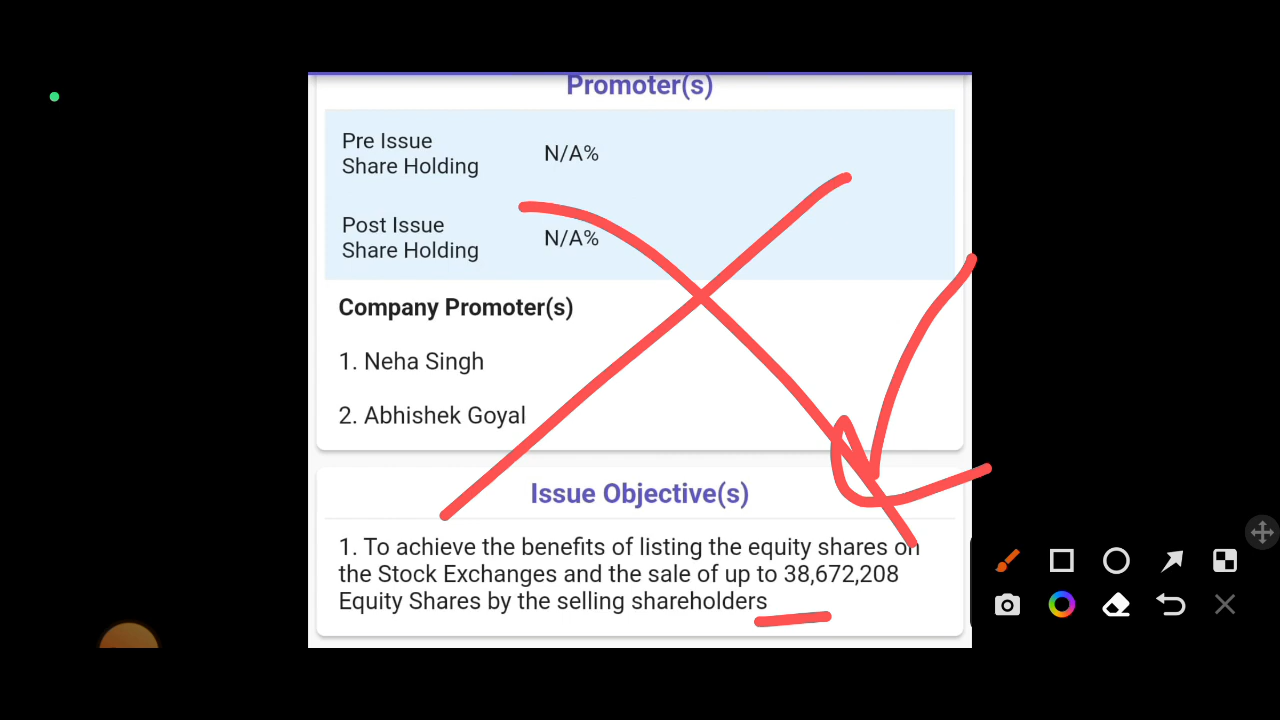 Promoter(s)
Pre Issue
Share Holding
N/A%
Post Issue
Share Holding
N/A%
Company Promoter(s)
1. Neha Singh
2. Abhishek Goyal
Issue Objective(s)
1. To achieve the benefits of listing the equity shares on
the Stock Exchanges and the sale of up to 38,672,208
Equity Shares by the selling shareholders